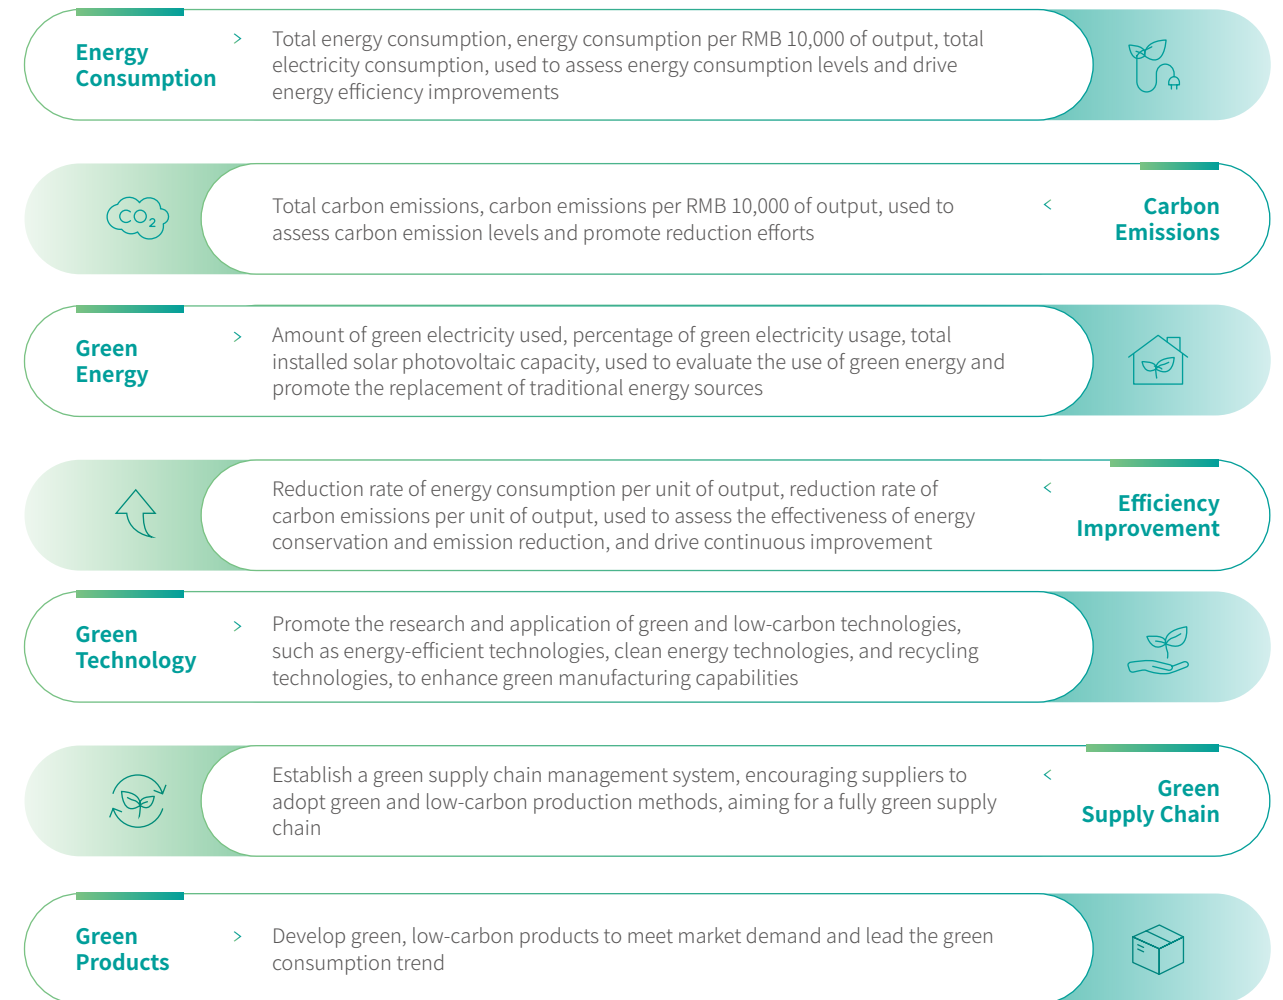 Energy
Consumption
>
Total energy consumption, energy consumption per RMB 10,000 of output, total
electricity consumption, used to assess energy consumption levels and drive
energy efficiency improvements
CO2
Total carbon emissions, carbon emissions per RMB 10,000 of output, used to
assess carbon emission levels and promote reduction efforts
<
Carbon
Emissions
Green
Energy
>
Amount of green electricity used, percentage of green electricity usage, total
installed solar photovoltaic capacity, used to evaluate the use of green energy and
promote the replacement of traditional energy sources
Reduction rate of energy consumption per unit of output, reduction rate of
carbon emissions per unit of output, used to assess the effectiveness of energy
conservation and emission reduction, and drive continuous improvement
<
Efficiency
Improvement
Green
Technology
>
Promote the research and application of green and low-carbon technologies,
such as energy-efficient technologies, clean energy technologies, and recycling
technologies, to enhance green manufacturing capabilities
Establish a green supply chain management system, encouraging suppliers to
adopt green and low-carbon production methods, aiming for a fully green supply
chain
<
Green
Supply Chain
Green
Products
>
Develop green, low-carbon products to meet market demand and lead the green
consumption trend